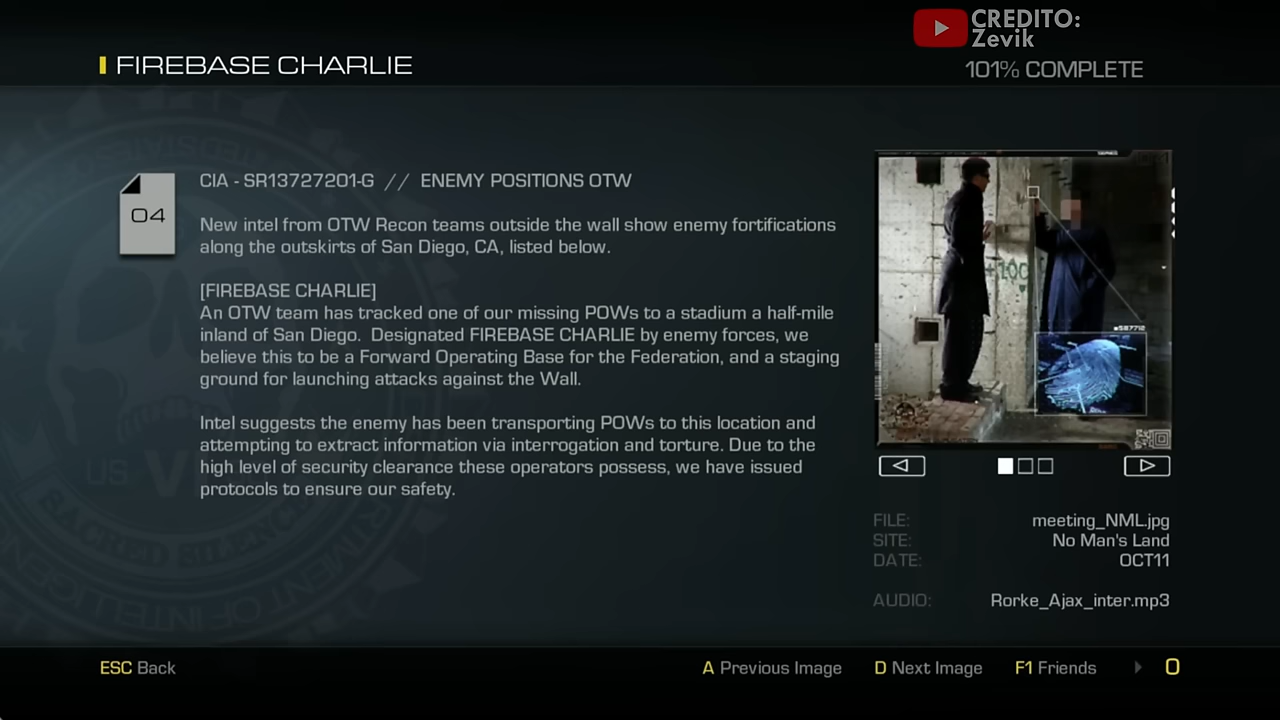 CREDITO:
Zevik
FIREBASE CHARLIE
101% COMPLETE
04
CIA - SR13727201-G // ENEMY POSITIONS OTW
New intel from OTW Recon teams outside the wall show enemy fortifications
along the outskirts of San Diego, CA, listed below.
[FIREBASE CHARLIE]
An OTW team has tracked one of our missing POWs to a stadium a half-mile
inland of San Diego. Designated FIREBASE CHARLIE by enemy forces, we
believe this to be a Forward Operating Base for the Federation, and a staging
ground for launching attacks against the Wall.
Intel suggests the enemy has been transporting POWs to this location and
attempting to extract information via interrogation and torture. Due to the
high level of security clearance these operators possess, we have issued
protocols to ensure our safety.
FILE: meeting_NML.jpg
SITE: No Man's Land
DATE: OCT11
AUDIO: Rorke_Ajax_inter.mp3
ESC Back
A Previous Image D Next Image F1 Friends 0